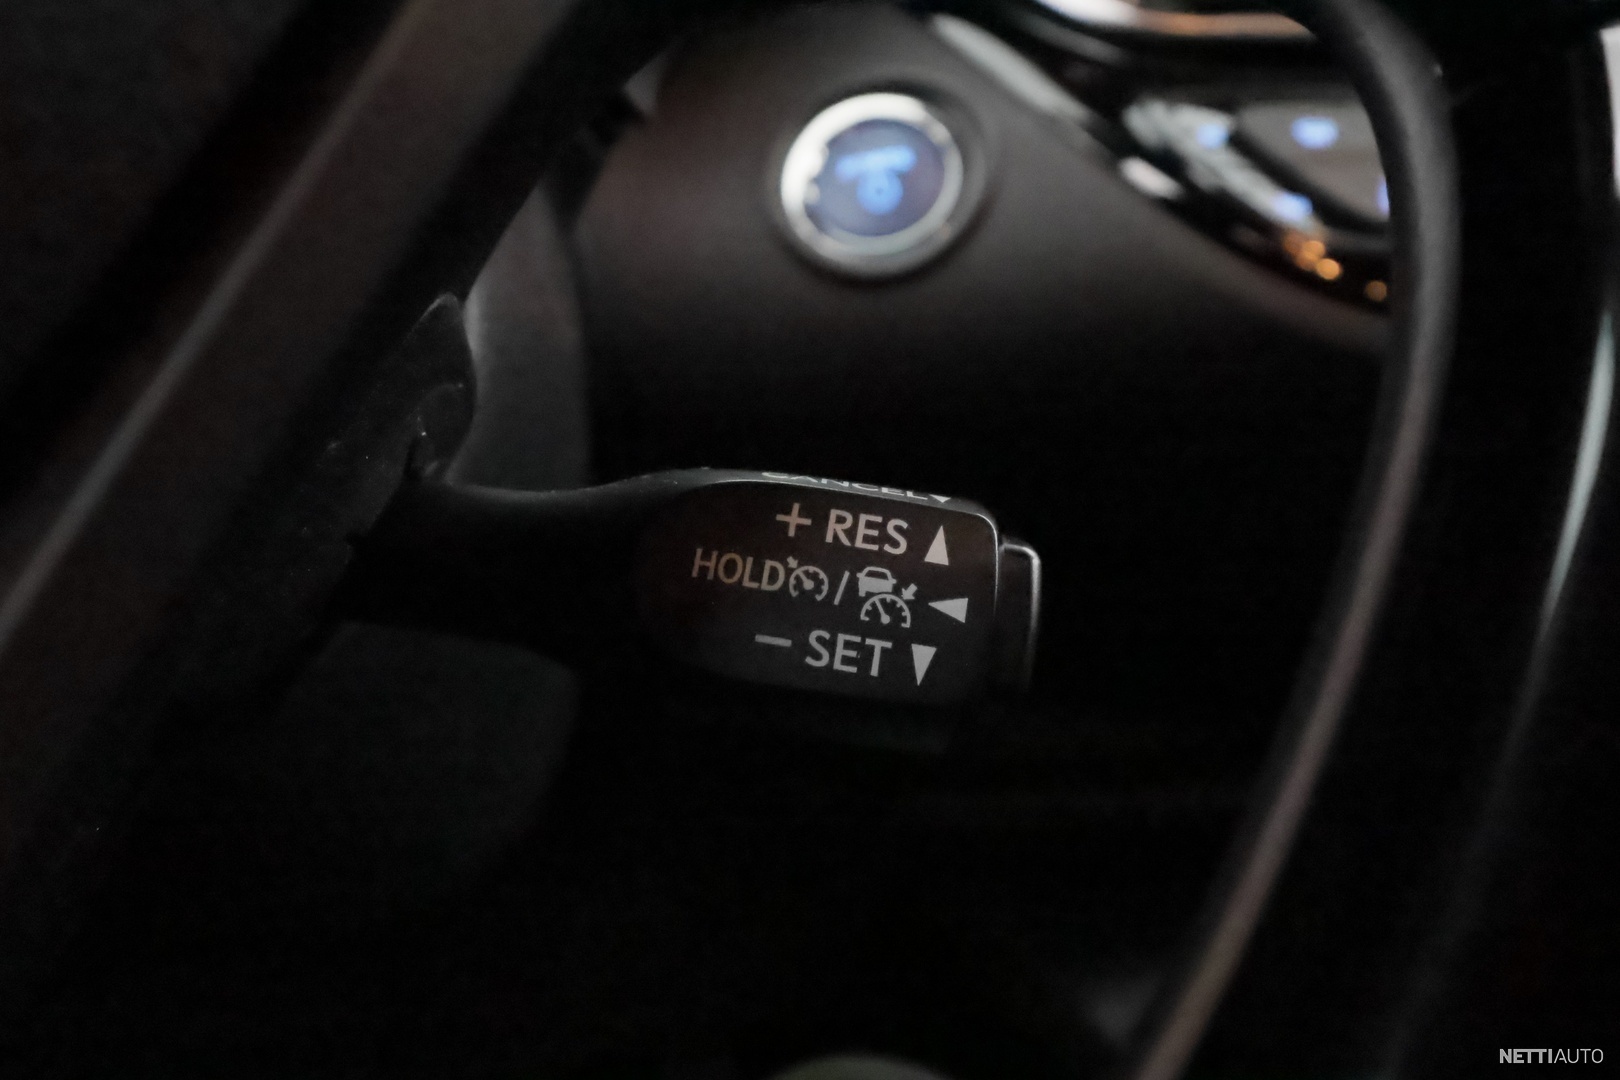 CANCEL
+ RES
HOLD /
− SET
NETTIAUTO